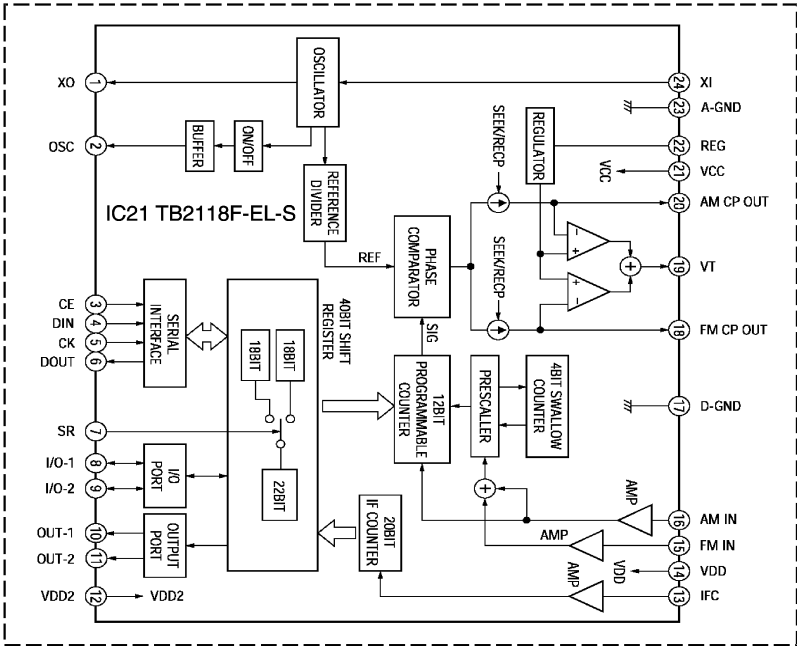 XO
1
OSCILLATOR
24
XI
23
A-GND
OSC
2
BUFFER
ON/OFF
SEEK/RECP
REGULATOR
22
REG
VCC
21
VCC
REFERENCE
DIVIDER
20
AM CP OUT
IC21 TB2118F-EL-S
PHASE
COMPARATOR
REF
SEEK/RECP
−
+
+
−
+
19
VT
CE
3
DIN
4
CK
5
DOUT
6
SERIAL
INTERFACE
40BIT SHIFT
REGISTER
18BIT
18BIT
SIG
18
FM CP OUT
12BIT
PROGRAMMABLE
COUNTER
PRESCALLER
4BIT SWALLOW
COUNTER
17
D-GND
SR
7
I/O-1
8
I/O-2
9
I/O
PORT
22BIT
+
20BIT
IF COUNTER
AMP
16
AM IN
OUT-1
10
OUT-2
11
OUTPUT
PORT
AMP
15
FM IN
VDD
14
VDD
VDD2
12
VDD2
AMP
13
IFC